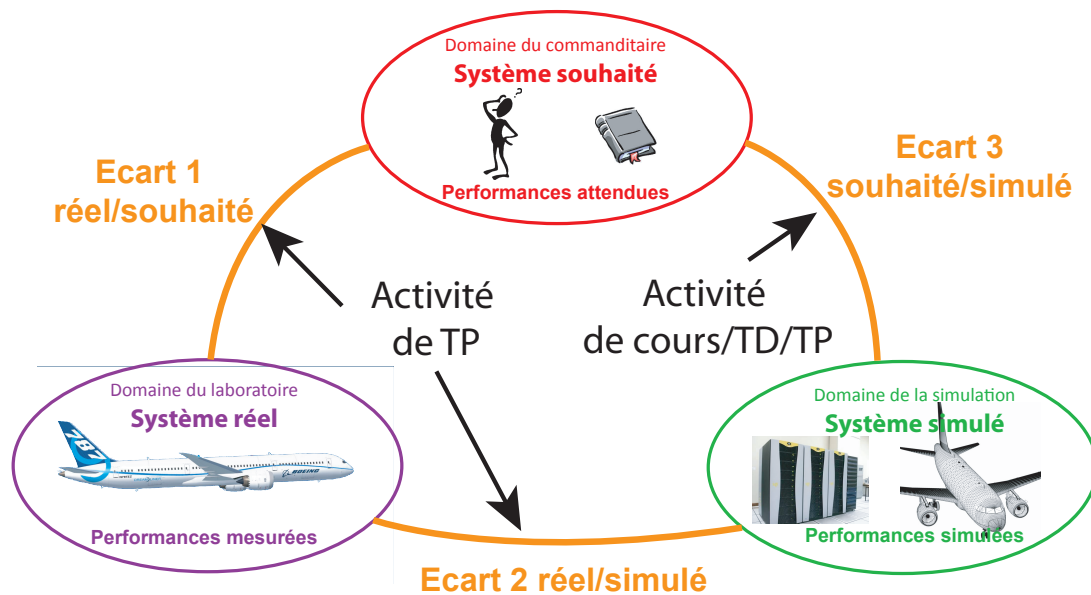 Domaine du commanditaire
Système souhaité
?
Performances attendues
Ecart 1
réel/souhaité
Ecart 3
souhaité/simulé
Activité
de TP
Activité
de cours/TD/TP
Domaine du laboratoire
Système réel
787
BOEING
Performances mesurées
Domaine de la simulation
Système simulé
Performances simulées
Ecart 2 réel/simulé